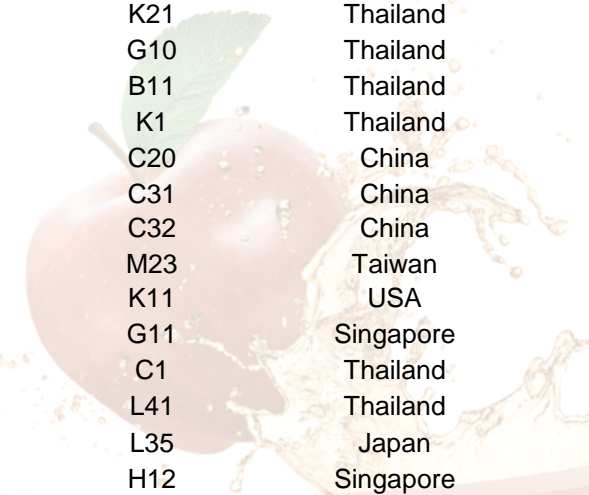 K21 Thailand
G10 Thailand
B11 Thailand
K1 Thailand
C20 China
C31 China
C32 China
M23 Taiwan
K11 USA
G11 Singapore
C1 Thailand
L41 Thailand
L35 Japan
H12 Singapore